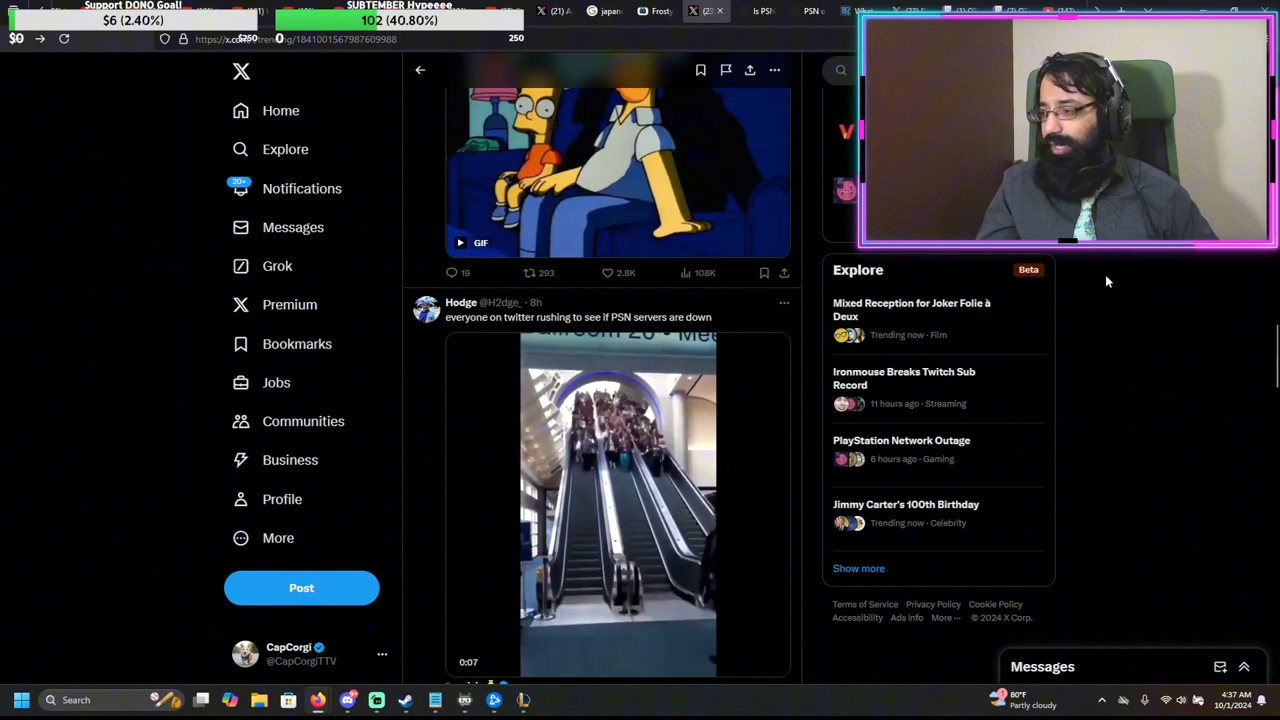 Support DONO Goal!
SUBTEMBER Hypeeee
$6 (2.40%)
102 (40.80%)
$0
$250
0
250
X
Home
Explore
20+
Notifications
Messages
Grok
Premium
Bookmarks
Jobs
Communities
Business
Profile
More
Post
CapCorgi
@CapCorgiTTV
GIF
19
293
2.8K
108K
Hodge @H2dge_ · 8h
everyone on twitter rushing to see if PSN servers are down
0:07
Explore
Beta
Mixed Reception for Joker Folie à
Deux
Trending now · Film
Ironmouse Breaks Twitch Sub
Record
11 hours ago · Streaming
PlayStation Network Outage
6 hours ago · Gaming
Jimmy Carter's 100th Birthday
Trending now · Celebrity
Show more
Terms of Service Privacy Policy Cookie Policy
Accessibility Ads info More ··· © 2024 X Corp.
Messages
Search
80°F
Partly cloudy
4:37 AM
10/1/2024